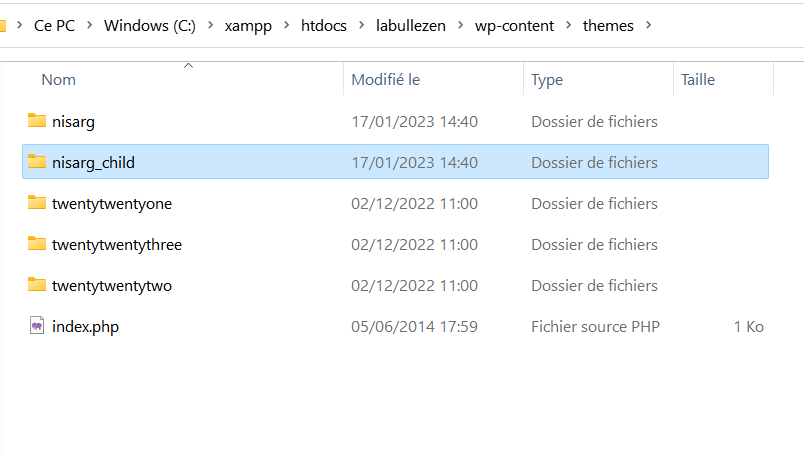 Ce PC > Windows (C:) > xampp > htdocs > labullezen > wp-content > themes >
Nom Modifié le Type Taille
nisarg 17/01/2023 14:40 Dossier de fichiers
nisarg_child 17/01/2023 14:40 Dossier de fichiers
twentytwentyone 02/12/2022 11:00 Dossier de fichiers
twentytwentythree 02/12/2022 11:00 Dossier de fichiers
twentytwentytwo 02/12/2022 11:00 Dossier de fichiers
index.php 05/06/2014 17:59 Fichier source PHP 1 Ko